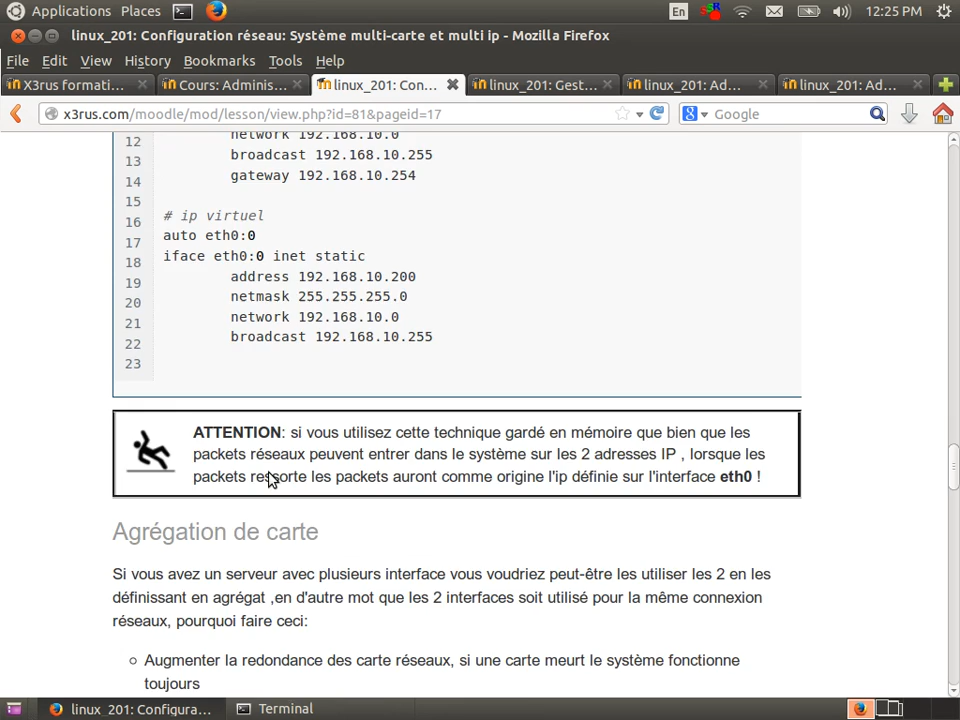 Applications Places En 12:25 PM
linux_201: Configuration réseau: Système multi-carte et multi ip - Mozilla Firefox
File Edit View History Bookmarks Tools Help
X3rus formati... Cours: Adminis... linux_201: Con... linux_201: Gest... linux_201: Ad... linux_201: Ad...
x3rus.com/moodle/mod/lesson/view.php?id=81&pageid=17 Google
12 network 192.168.10.0
13 broadcast 192.168.10.255
14 gateway 192.168.10.254
15
16 # ip virtuel
17 auto eth0:0
18 iface eth0:0 inet static
19 address 192.168.10.200
20 netmask 255.255.255.0
21 network 192.168.10.0
22 broadcast 192.168.10.255
23
ATTENTION: si vous utilisez cette technique gardé en mémoire que bien que les
packets réseaux peuvent entrer dans le système sur les 2 adresses IP , lorsque les
packets ressorte les packets auront comme origine l'ip définie sur l'interface eth0 !
Agrégation de carte
Si vous avez un serveur avec plusieurs interface vous voudriez peut-être les utiliser les 2 en les
définissant en agrégat ,en d'autre mot que les 2 interfaces soit utilisé pour la même connexion
réseaux, pourquoi faire ceci:
Augmenter la redondance des carte réseaux, si une carte meurt le système fonctionne
toujours
linux_201: Configura... Terminal